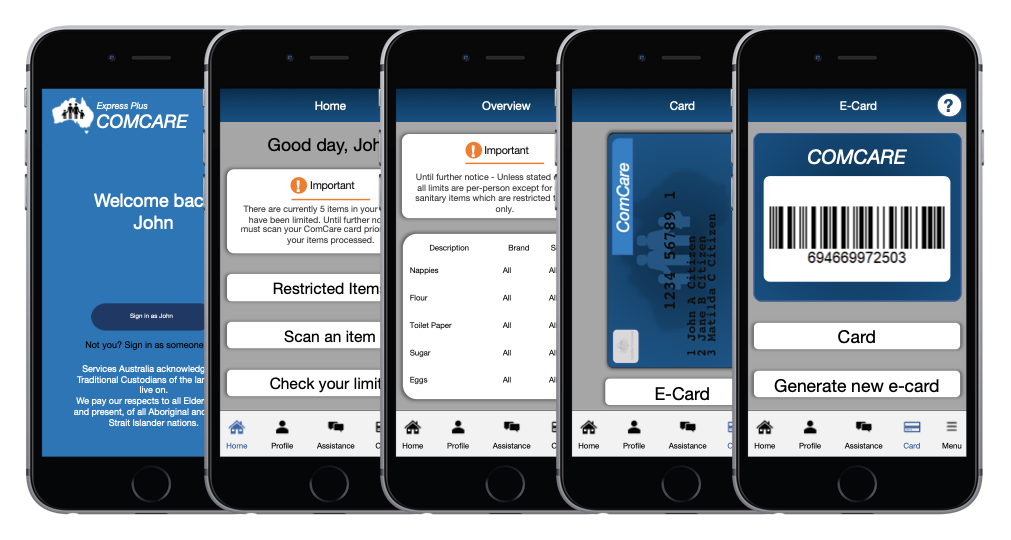 Express Plus
COMCARE
Welcome bac
John
Sign in as John
Not you? Sign in as someone
Services Australia acknowledg
Traditional Custodians of the lan
live on.
We pay our respects to all Elder
and present, of all Aboriginal and
Strait Islander nations.
Home
Good day, Joh
Important
There are currently 5 items in your
have been limited. Until further no
must scan your ComCare card prio
your items processed.
Restricted Items
Scan an item
Check your limit
Home
Profile
Assistance
C
Overview
Important
Until further notice - Unless stated
all limits are per-person except for
sanitary items which are restricted t
only.
Description Brand S
Nappies All Al
Flour All Al
Toilet Paper All Al
Sugar All Al
Eggs All Al
Home
Profile
Assistance
C
Card
ComCare
1234 56789 1
1 John A Citizen
2 Jane B Citizen
3 Matilda C Citizen
E-Card
Home
Profile
Assistance
C
E-Card
?
COMCARE
694669972503
Card
Generate new e-card
Home
Profile
Assistance
Card
Menu